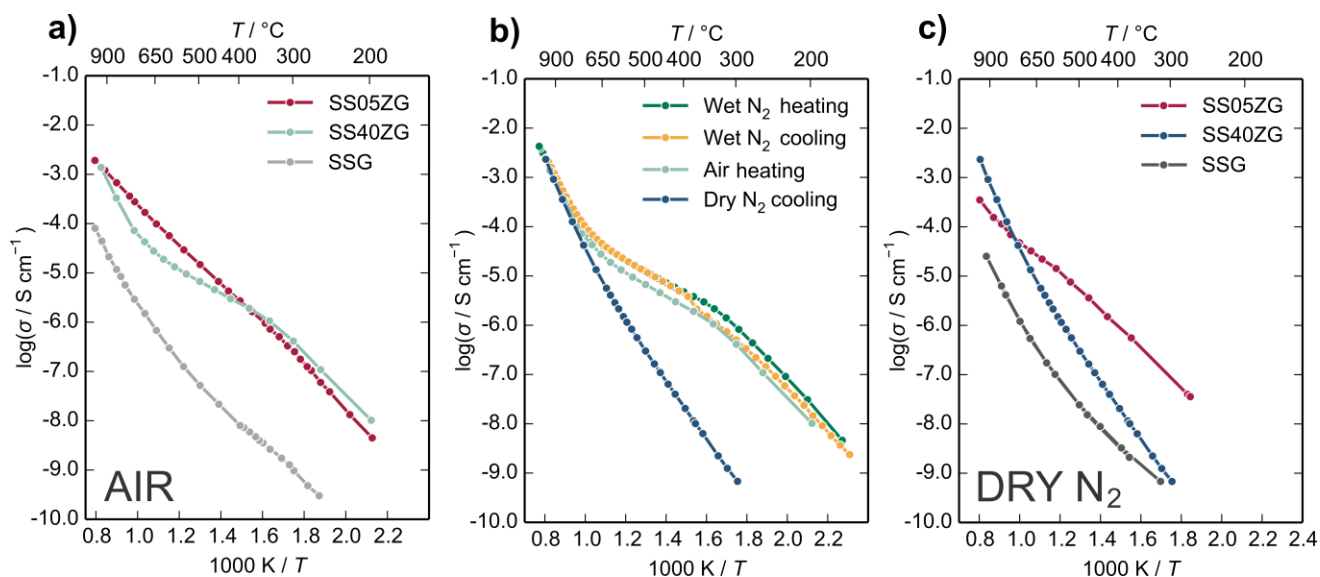 a)
T / °C
900 650 500 400 300 200
-1.0
-2.0
-3.0
-4.0
-5.0
-6.0
-7.0
-8.0
-9.0
-10.0
log(σ / S cm⁻¹)
SS05ZG
SS40ZG
SSG
AIR
0.8 1.0 1.2 1.4 1.6 1.8 2.0 2.2
1000 K / T
b)
T / °C
900 650 500 400 300 200
-1.0
-2.0
-3.0
-4.0
-5.0
-6.0
-7.0
-8.0
-9.0
-10.0
log(σ / S cm⁻¹)
Wet N₂ heating
Wet N₂ cooling
Air heating
Dry N₂ cooling
0.8 1.0 1.2 1.4 1.6 1.8 2.0 2.2
1000 K / T
c)
T / °C
900 650 500 400 300 200
-1.0
-2.0
-3.0
-4.0
-5.0
-6.0
-7.0
-8.0
-9.0
-10.0
log(σ / S cm⁻¹)
SS05ZG
SS40ZG
SSG
DRY N₂
0.8 1.0 1.2 1.4 1.6 1.8 2.0 2.2 2.4
1000 K / T